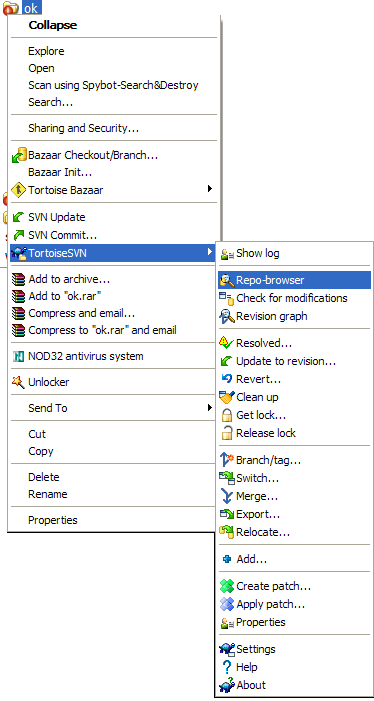 ok
Collapse
Explore
Open
Scan using Spybot-Search&Destroy
Search...
Sharing and Security...
Bazaar Checkout/Branch...
Bazaar Init...
Tortoise Bazaar
SVN Update
SVN Commit...
TortoiseSVN
Add to archive...
Add to "ok.rar"
Compress and email...
Compress to "ok.rar" and email
NOD32 antivirus system
Unlocker
Send To
Cut
Copy
Delete
Rename
Properties
Show log
Repo-browser
Check for modifications
Revision graph
Resolved...
Update to revision...
Revert...
Clean up
Get lock...
Release lock
Branch/tag...
Switch...
Merge...
Export...
Relocate...
Add...
Create patch...
Apply patch...
Properties
Settings
Help
About